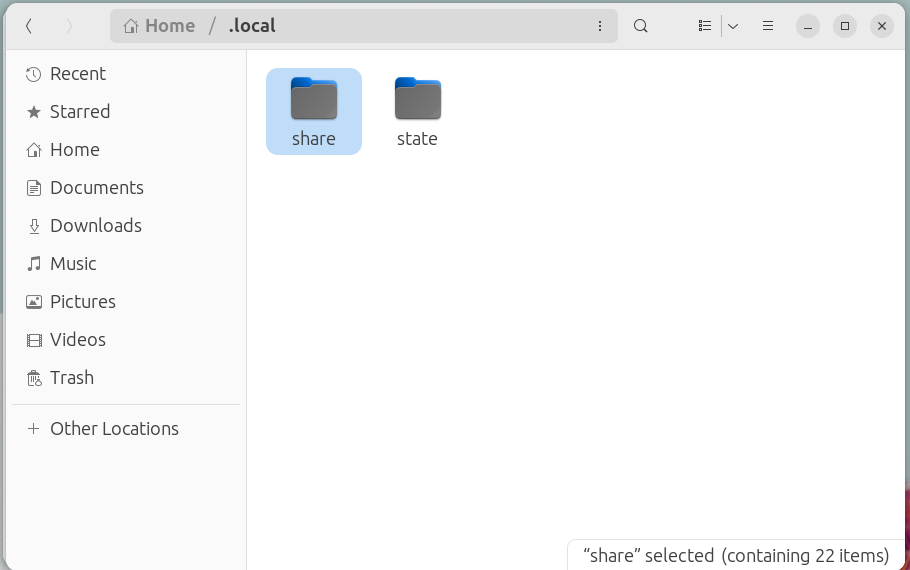 Home / .local
Recent
Starred
Home
Documents
Downloads
Music
Pictures
Videos
Trash
Other Locations
share
state
“share” selected (containing 22 items)